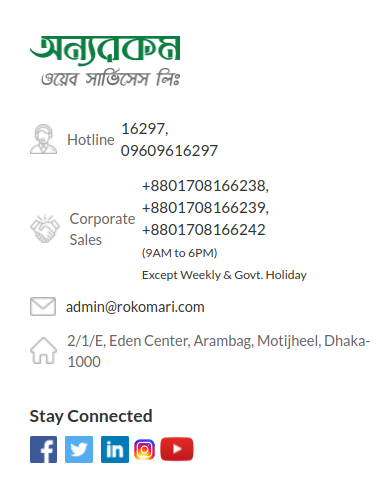 অন্যরকম
ওয়েব সার্ভিসেস লিঃ
Hotline
16297,
09609616297
Corporate
Sales
+8801708166238,
+8801708166239,
+8801708166242
(9AM to 6PM)
Except Weekly & Govt. Holiday
admin@rokomari.com
2/1/E, Eden Center, Arambag, Motijheel, Dhaka-
1000
Stay Connected